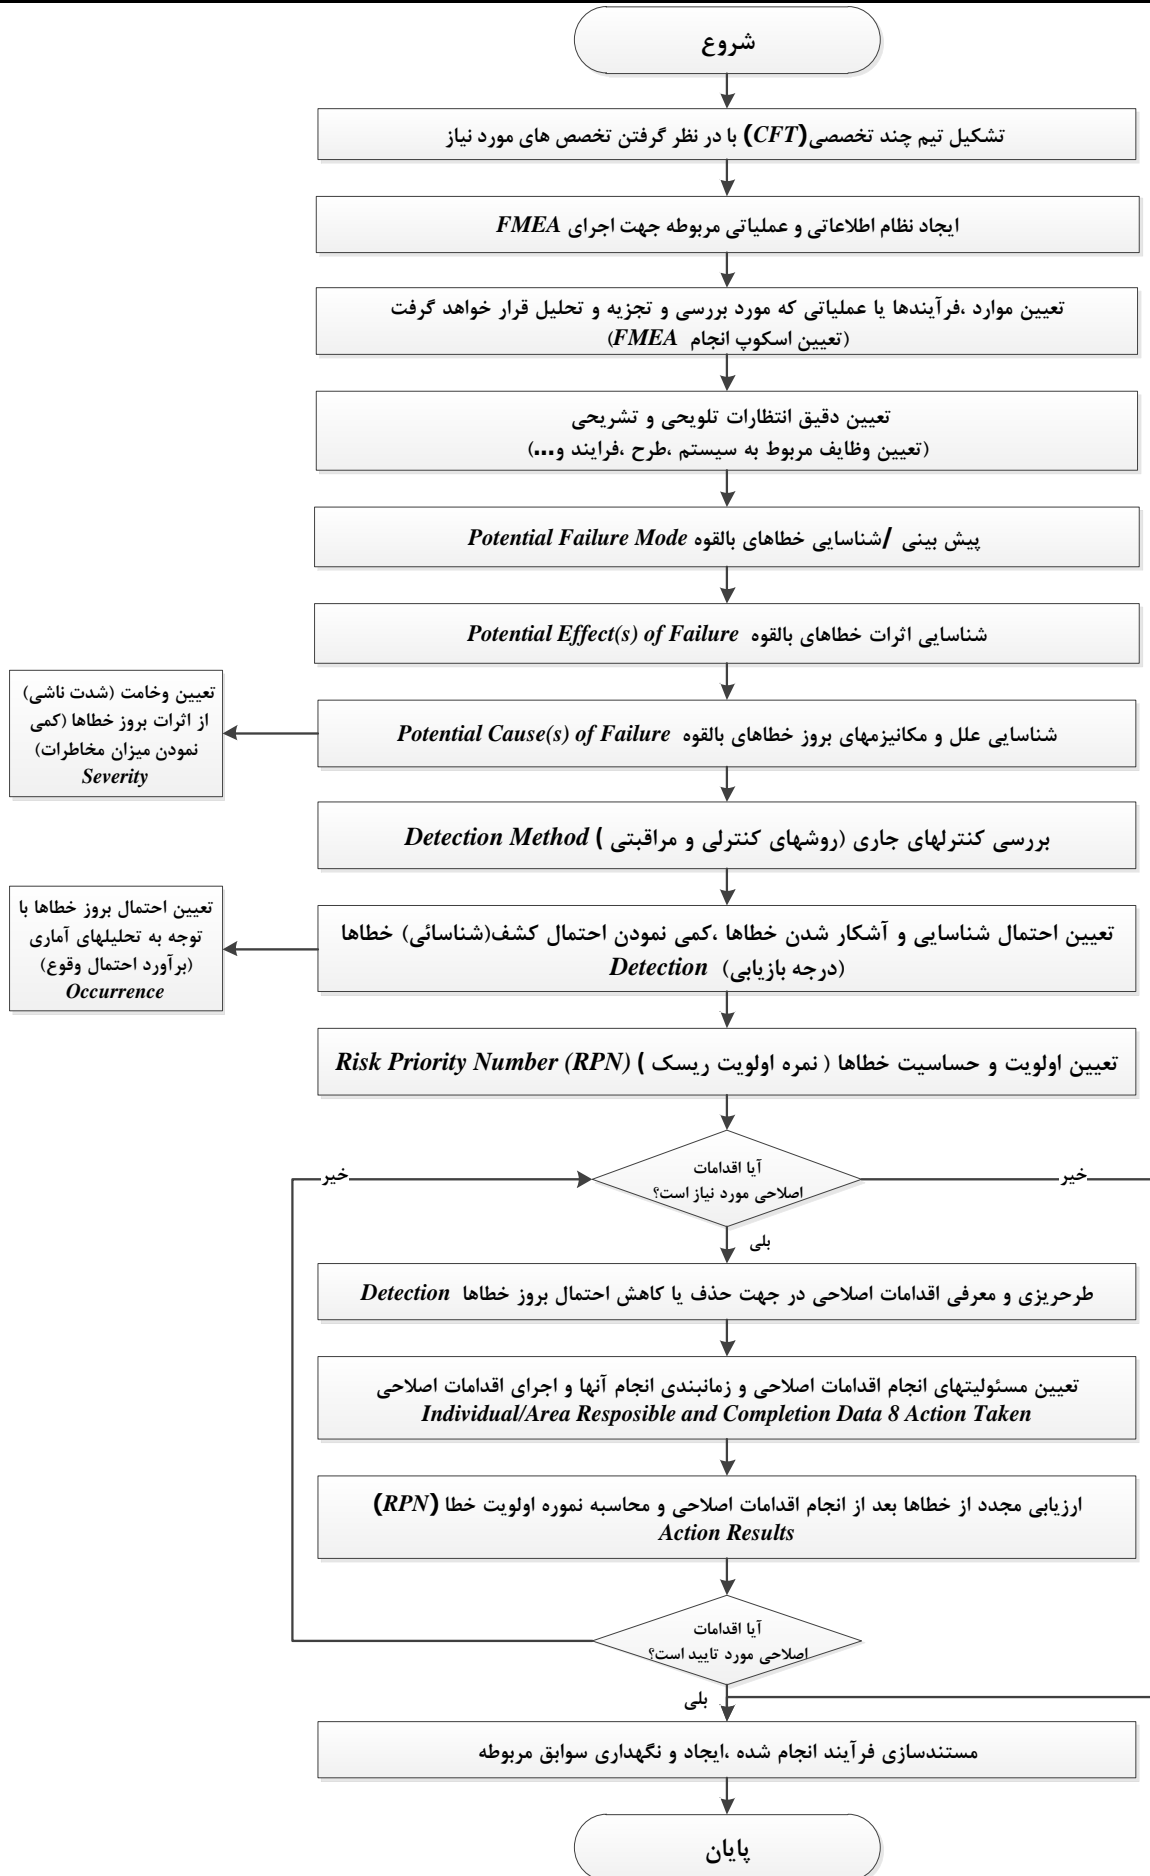 شروع
تشکیل تیم چند تخصصی(CFT) با در نظر گرفتن تخصص های مورد نیاز
ایجاد نظام اطلاعاتی و عملیاتی مربوطه جهت اجرای FMEA
تعیین موارد ،فرآیندها یا عملیاتی که مورد بررسی و تجزیه و تحلیل قرار خواهد گرفت
(تعیین اسکوپ انجام FMEA)
تعیین دقیق انتظارات تلویحی و تشریحی
(تعیین وظایف مربوط به سیستم ،طرح ،فرایند و...)
پیش بینی /شناسایی خطاهای بالقوه Potential Failure Mode
شناسایی اثرات خطاهای بالقوه Potential Effect(s) of Failure
شناسایی علل و مکانیزمهای بروز خطاهای بالقوه Potential Cause(s) of Failure
تعیین وخامت (شدت ناشی)
از اثرات بروز خطاها (کمی
نمودن میزان مخاطرات)
Severity
بررسی کنترلهای جاری (روشهای کنترلی و مراقبتی ) Detection Method
تعیین احتمال شناسایی و آشکار شدن خطاها ،کمی نمودن احتمال کشف(شناسائی) خطاها
(درجه بازیابی) Detection
تعیین احتمال بروز خطاها با
توجه به تحلیلهای آماری
(برآورد احتمال وقوع)
Occurrence
تعیین اولویت و حساسیت خطاها ( نمره اولویت ریسک ) Risk Priority Number (RPN)
آیا اقدامات
اصلاحی مورد نیاز است؟
خیر
خیر
بلی
طرحریزی و معرفی اقدامات اصلاحی در جهت حذف یا کاهش احتمال بروز خطاها Detection
تعیین مسئولیتهای انجام اقدامات اصلاحی و زمانبندی انجام آنها و اجرای اقدامات اصلاحی
Individual/Area Resposible and Completion Data 8 Action Taken
ارزیابی مجدد از خطاها بعد از انجام اقدامات اصلاحی و محاسبه نموره اولویت خطا (RPN)
Action Results
آیا اقدامات
اصلاحی مورد تایید است؟
بلی
مستندسازی فرآیند انجام شده ،ایجاد و نگهداری سوابق مربوطه
پایان